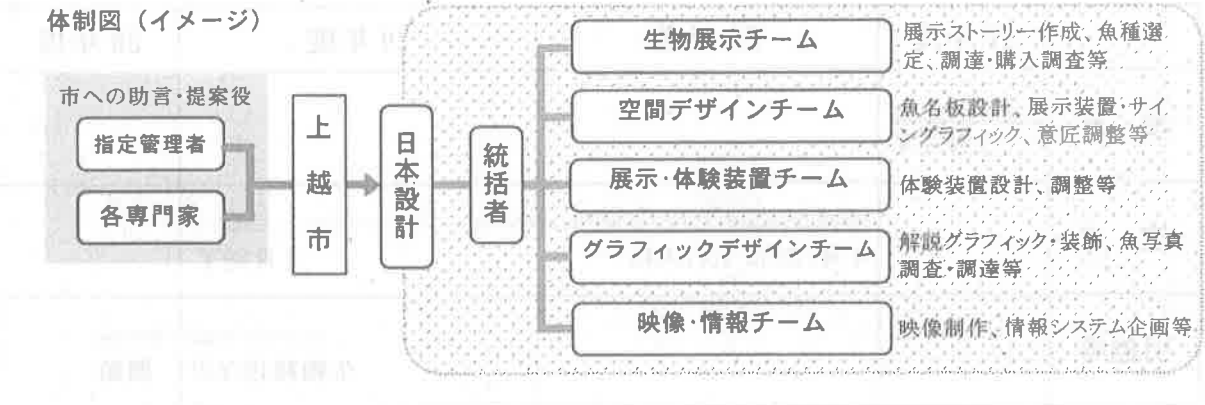 体制図（イメージ）
市への助言・提案役
指定管理者
各専門家
上越市
日本設計
統括者
生物展示チーム
展示ストーリー作成、魚種選
定、調達・購入調査等
空間デザインチーム
魚名板設計、展示装置・サイ
ングラフィック、意匠調整等
展示・体験装置チーム
体験装置設計、調整等
グラフィックデザインチーム
解説グラフィック・装飾、魚写真
調査・調達等
映像・情報チーム
映像制作、情報システム企画等